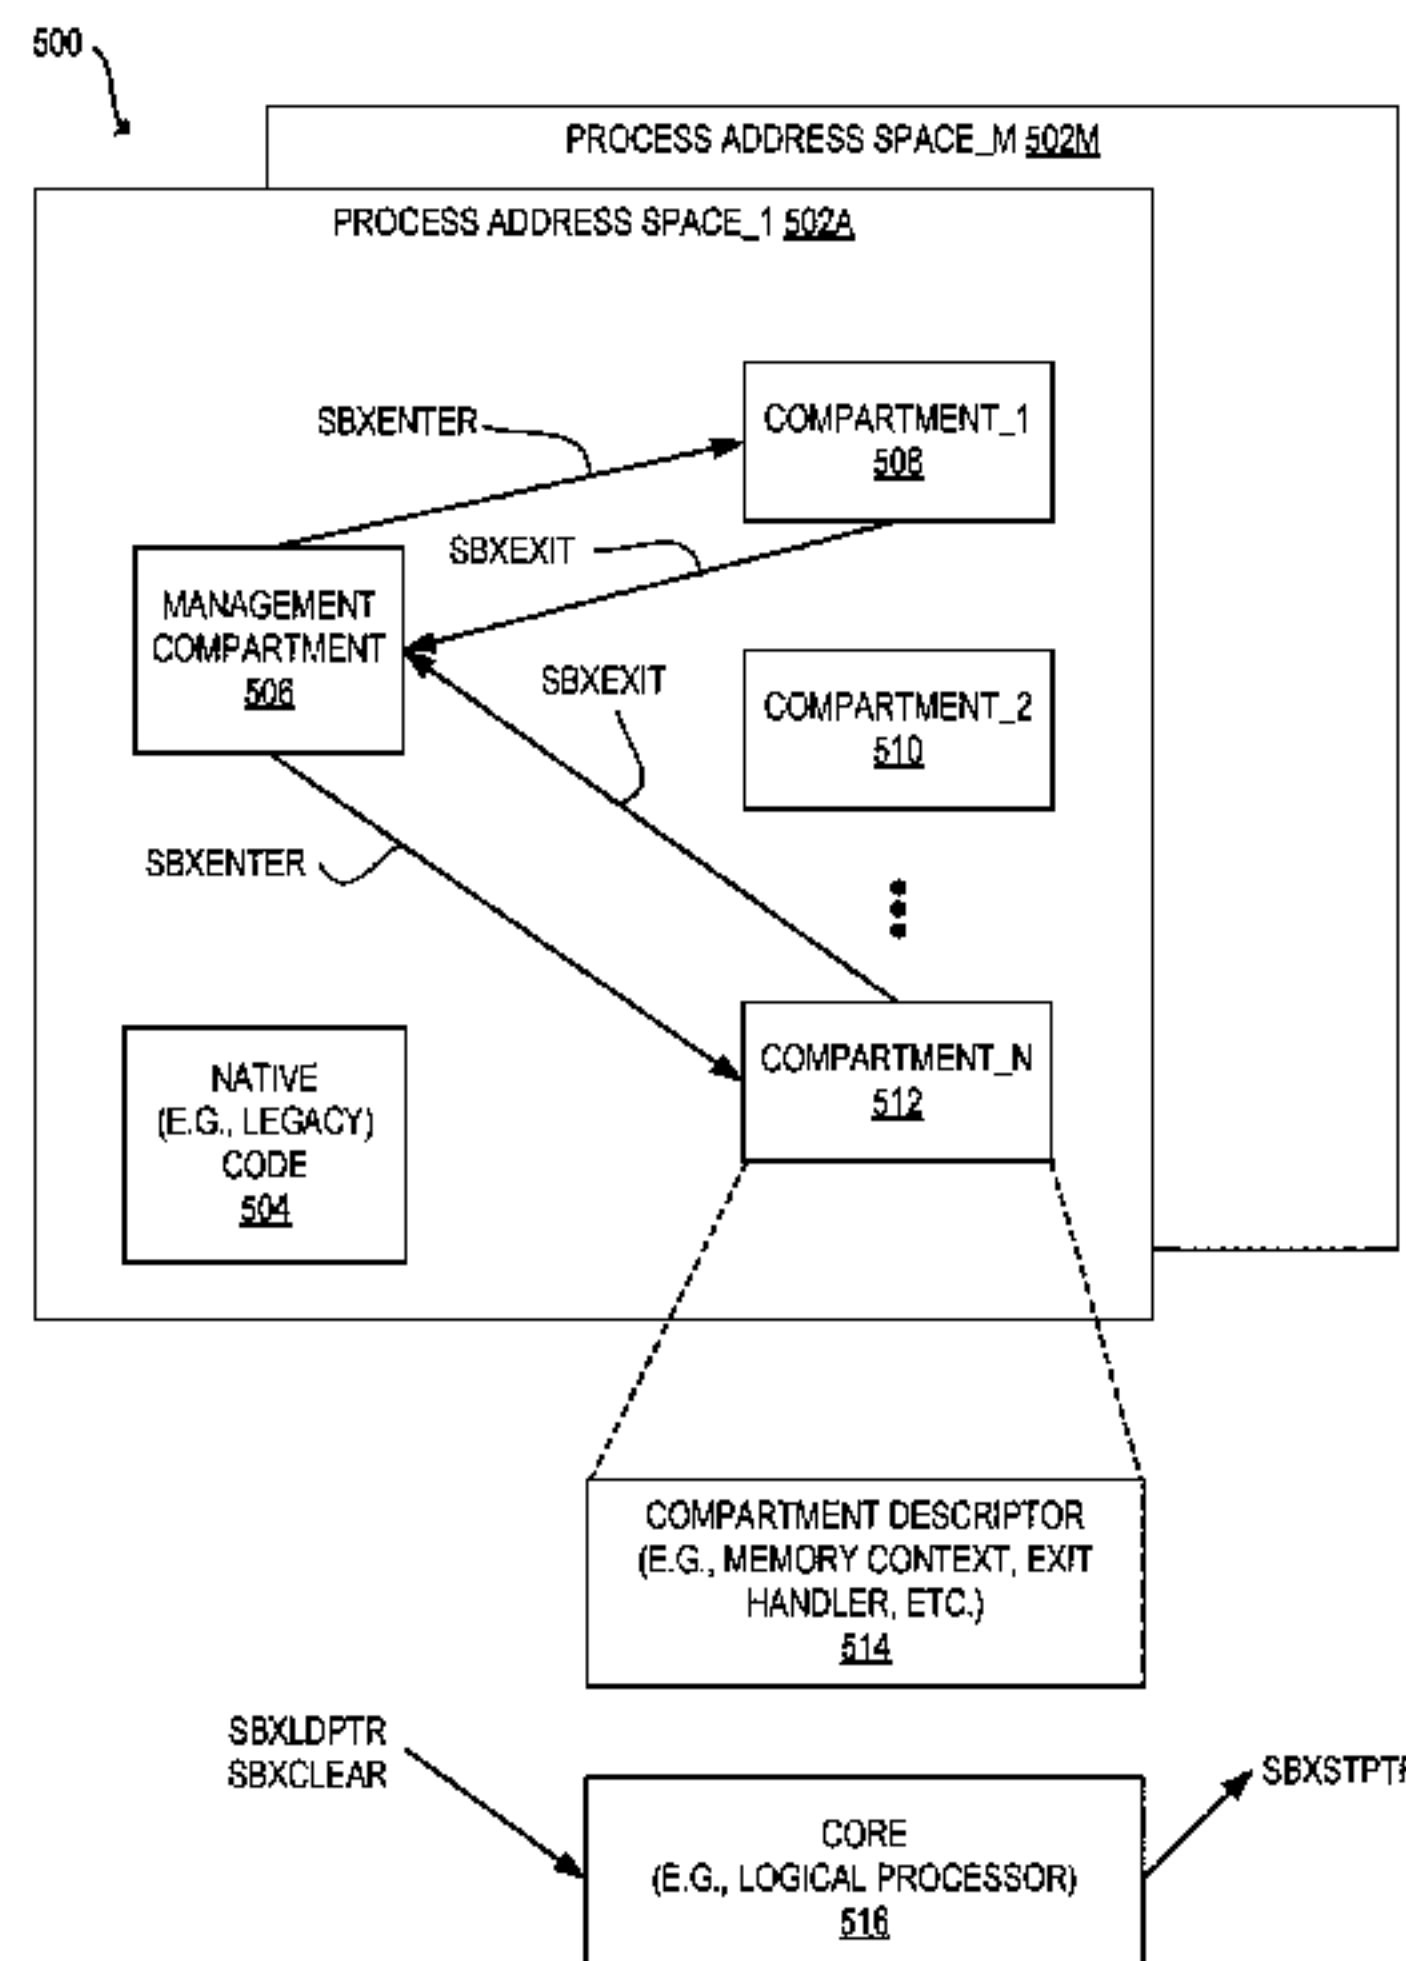 500
PROCESS ADDRESS SPACE_M 502M
PROCESS ADDRESS SPACE_1 502A
SBXENTER
COMPARTMENT_1
508
SBXEXIT
MANAGEMENT
COMPARTMENT
506
SBXEXIT
COMPARTMENT_2
510
SBXENTER
COMPARTMENT_N
512
NATIVE
(E.G., LEGACY)
CODE
504
COMPARTMENT DESCRIPTOR
(E.G., MEMORY CONTEXT, EXIT
HANDLER, ETC.)
514
SBXLDPTR
SBXCLEAR
SBXSTPTR
CORE
(E.G., LOGICAL PROCESSOR)
516